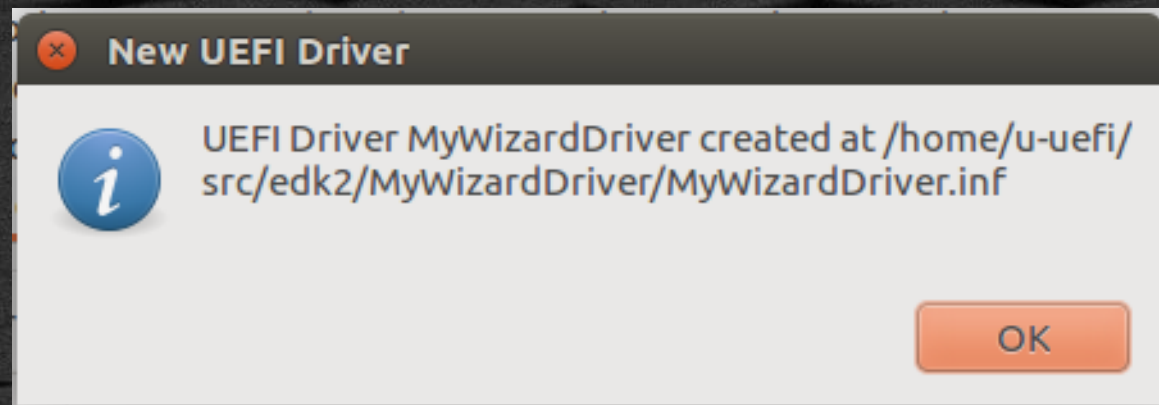 New UEFI Driver
UEFI Driver MyWizardDriver created at /home/u-uefi/
src/edk2/MyWizardDriver/MyWizardDriver.inf
OK